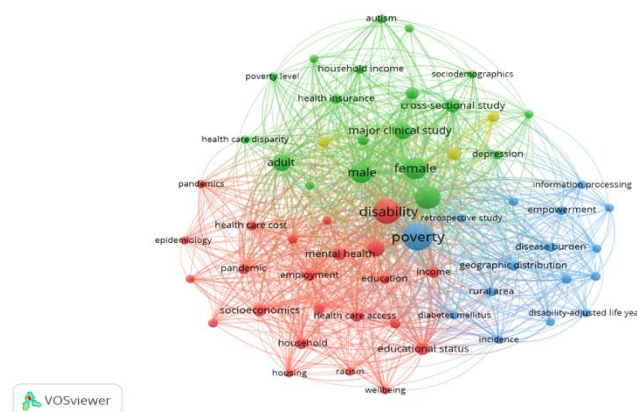 autism
household income
sociodemographics
poverty level
health insurance
cross-sectional study
major clinical study
health care disparity
adult
male
female
depression
pandemics
information processing
disability
retrospective study
empowerment
health care cost
poverty
epidemiology
mental health
disease burden
pandemic
employment
education
income
geographic distribution
rural area
socioeconomics
health care access
diabetes mellitus
disability-adjusted life year
household
educational status
incidence
housing
racism
wellbeing
VOSviewer